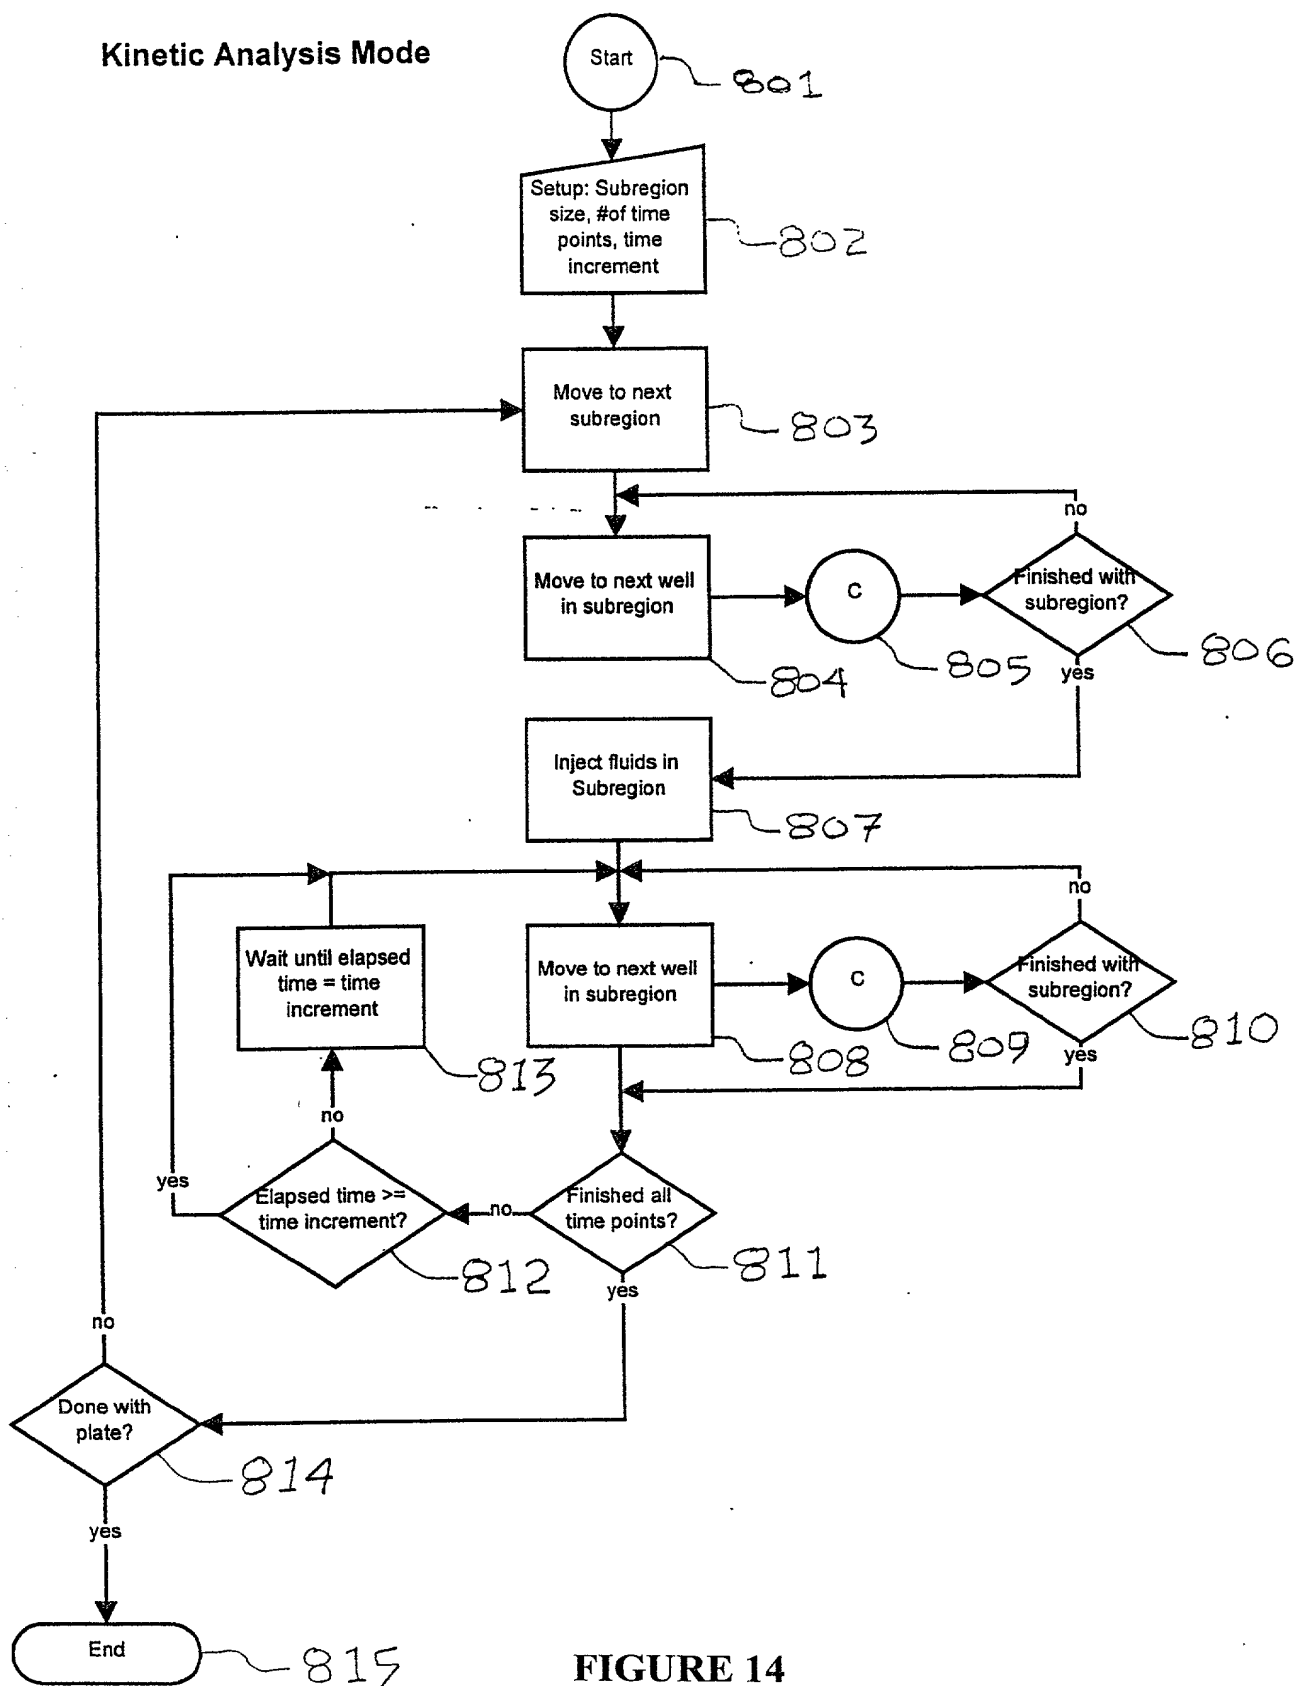 Kinetic Analysis Mode
Start
801
Setup: Subregion
size, #of time
points, time
increment
802
Move to next
subregion
803
no
Move to next well
in subregion
804
C
805
Finished with
subregion?
806
yes
Inject fluids in
Subregion
807
no
Move to next well
in subregion
808
C
809
Finished with
subregion?
810
yes
Wait until elapsed
time = time
increment
813
no
yes
Elapsed time >=
time increment?
812
no
Finished all
time points?
811
yes
no
Done with
plate?
814
yes
End
815
FIGURE 14